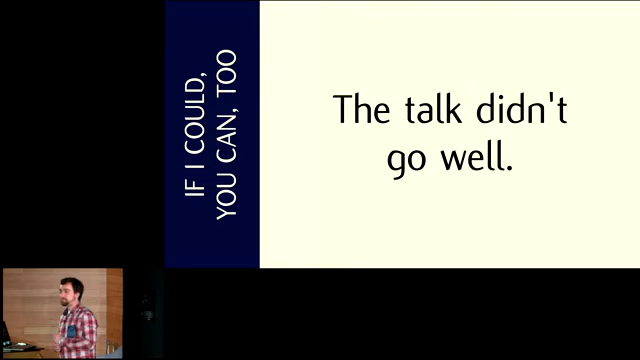 IF I COULD,
YOU CAN, TOO
The talk didn't
go well.